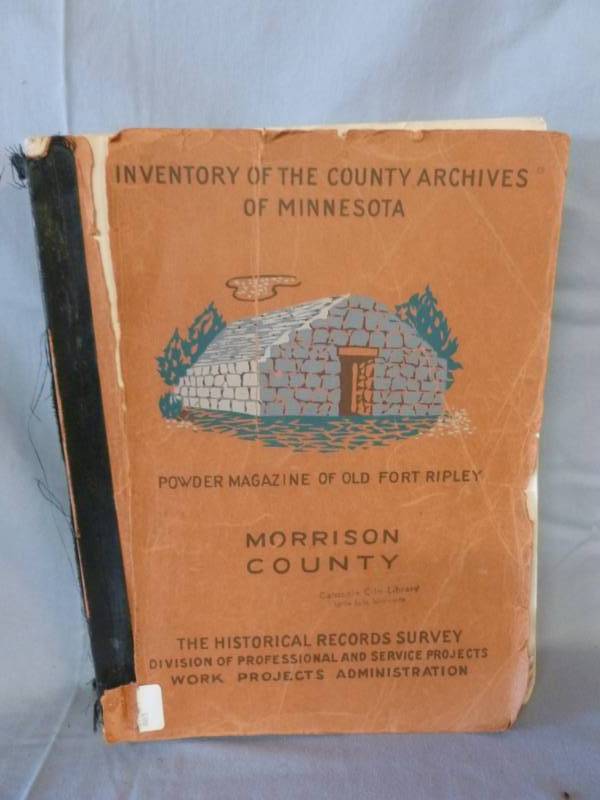 INVENTORY OF THE COUNTY ARCHIVES
OF MINNESOTA
POWDER MAGAZINE OF OLD FORT RIPLEY
MORRISON
COUNTY
Library
THE HISTORICAL RECORDS SURVEY
DIVISION OF PROFESSIONAL AND SERVICE PROJECTS
WORK PROJECTS ADMINISTRATION